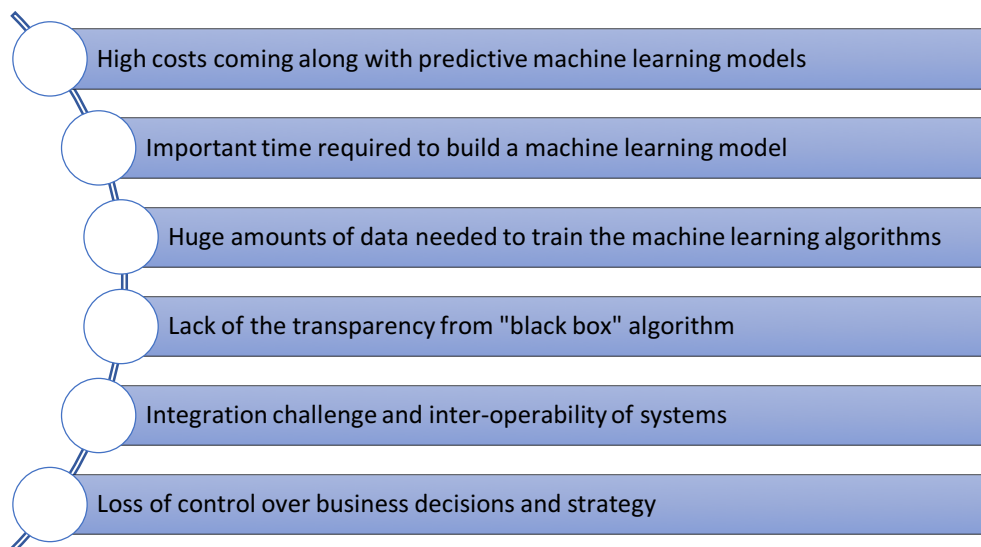 High costs coming along with predictive machine learning models
Important time required to build a machine learning model
Huge amounts of data needed to train the machine learning algorithms
Lack of the transparency from "black box" algorithm
Integration challenge and inter-operability of systems
Loss of control over business decisions and strategy